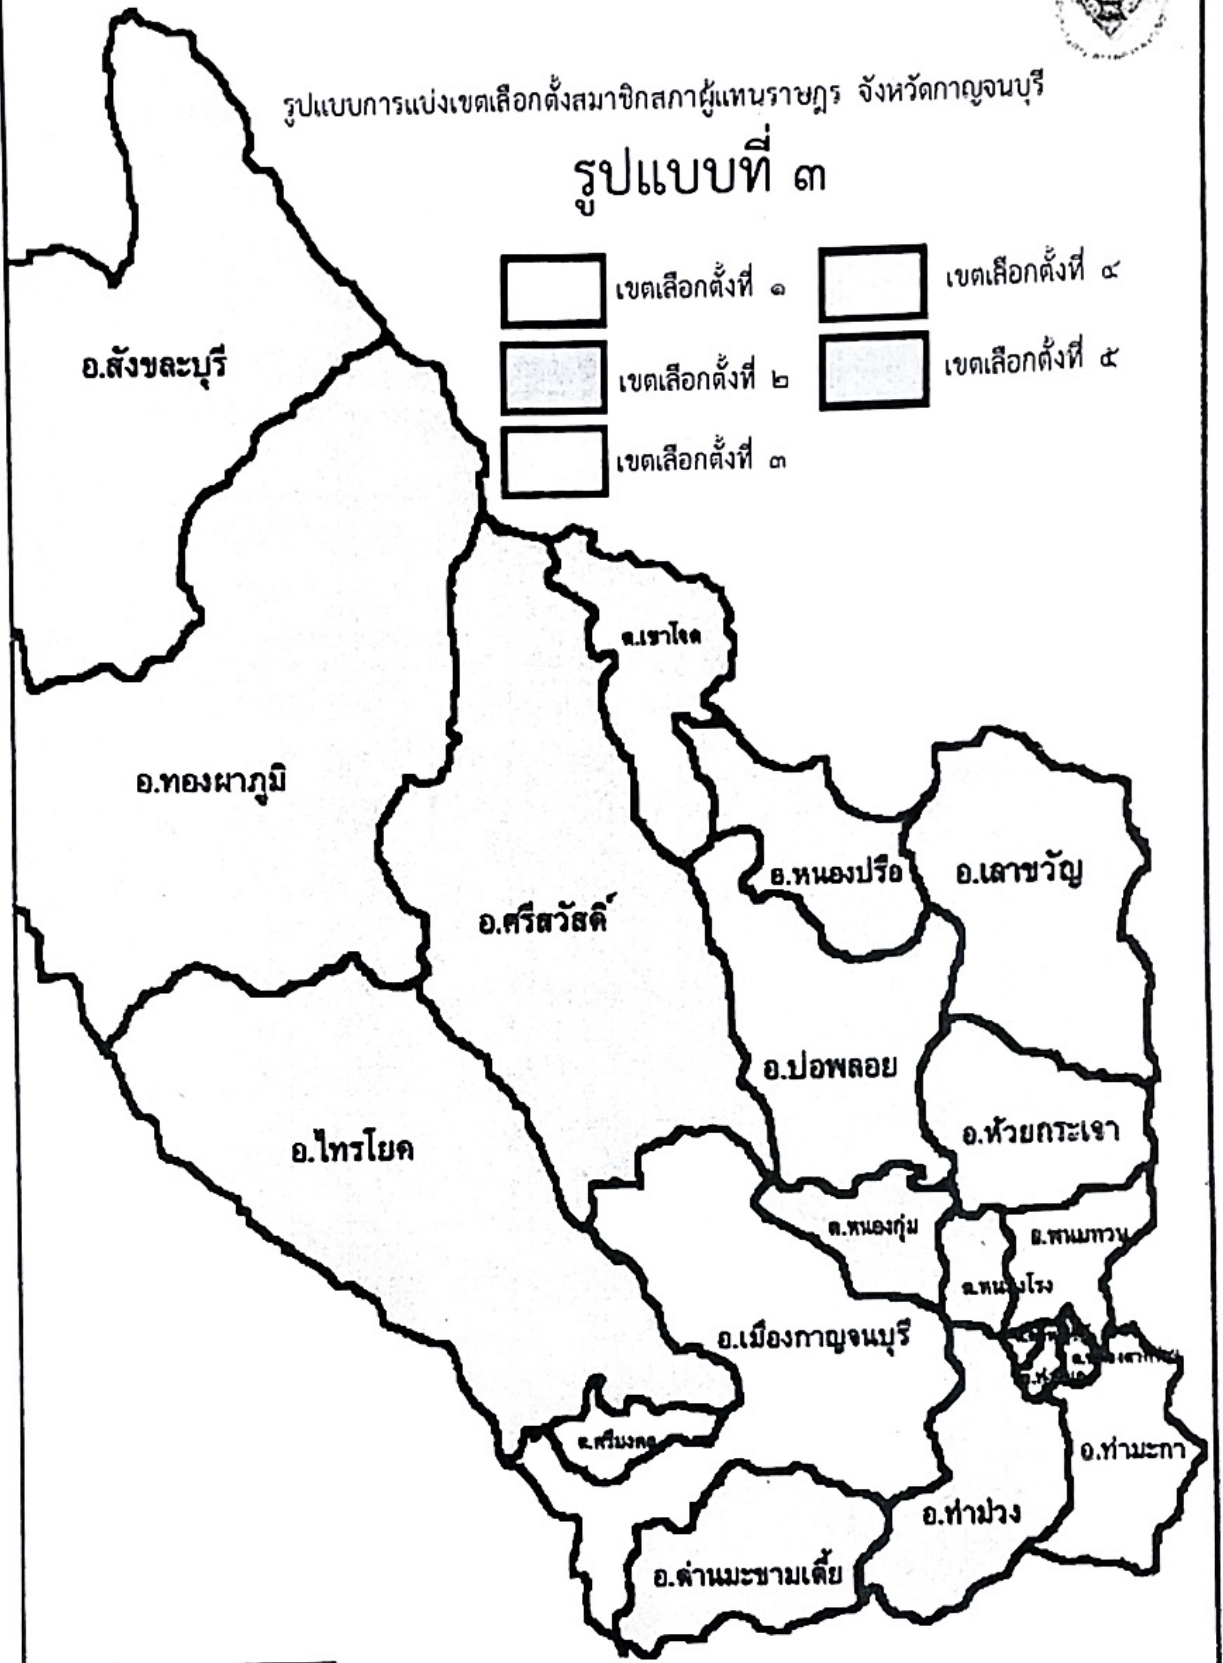 รูปแบบการแบ่งเขตเลือกตั้งสมาชิกสภาผู้แทนราษฎร จังหวัดกาญจนบุรี
รูปแบบที่ ๓
เขตเลือกตั้งที่ ๑
เขตเลือกตั้งที่ ๔
เขตเลือกตั้งที่ ๒
เขตเลือกตั้งที่ ๕
เขตเลือกตั้งที่ ๓
อ.สังขละบุรี
ต.เขาโจด
อ.ทองผาภูมิ
อ.หนองปรือ
อ.เลาขวัญ
อ.ศรีสวัสดิ์
อ.บ่อพลอย
อ.ไทรโยค
อ.ห้วยกระเจา
ต.หนองกุ่ม
อ.พนมทวน
ต.หนองโรง
อ.เมืองกาญจนบุรี
ต.ศรีมงคล
อ.ท่ามะกา
อ.ท่าม่วง
อ.ด่านมะขามเตี้ย